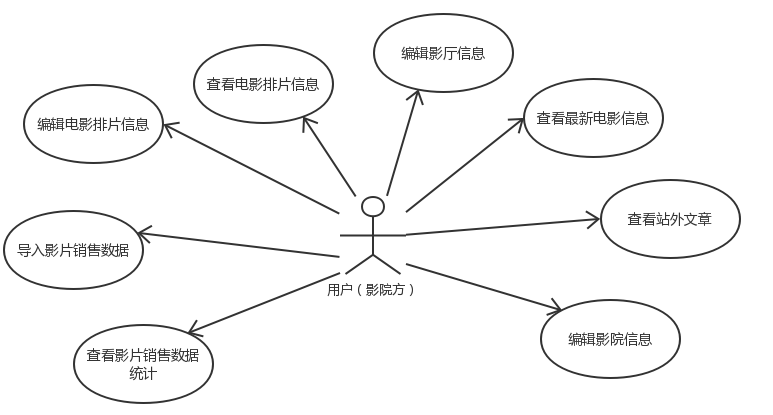 编辑影厅信息
查看电影排片信息
查看最新电影信息
编辑电影排片信息
查看站外文章
导入影片销售数据
用户（影院方）
编辑影院信息
查看影片销售数据
统计